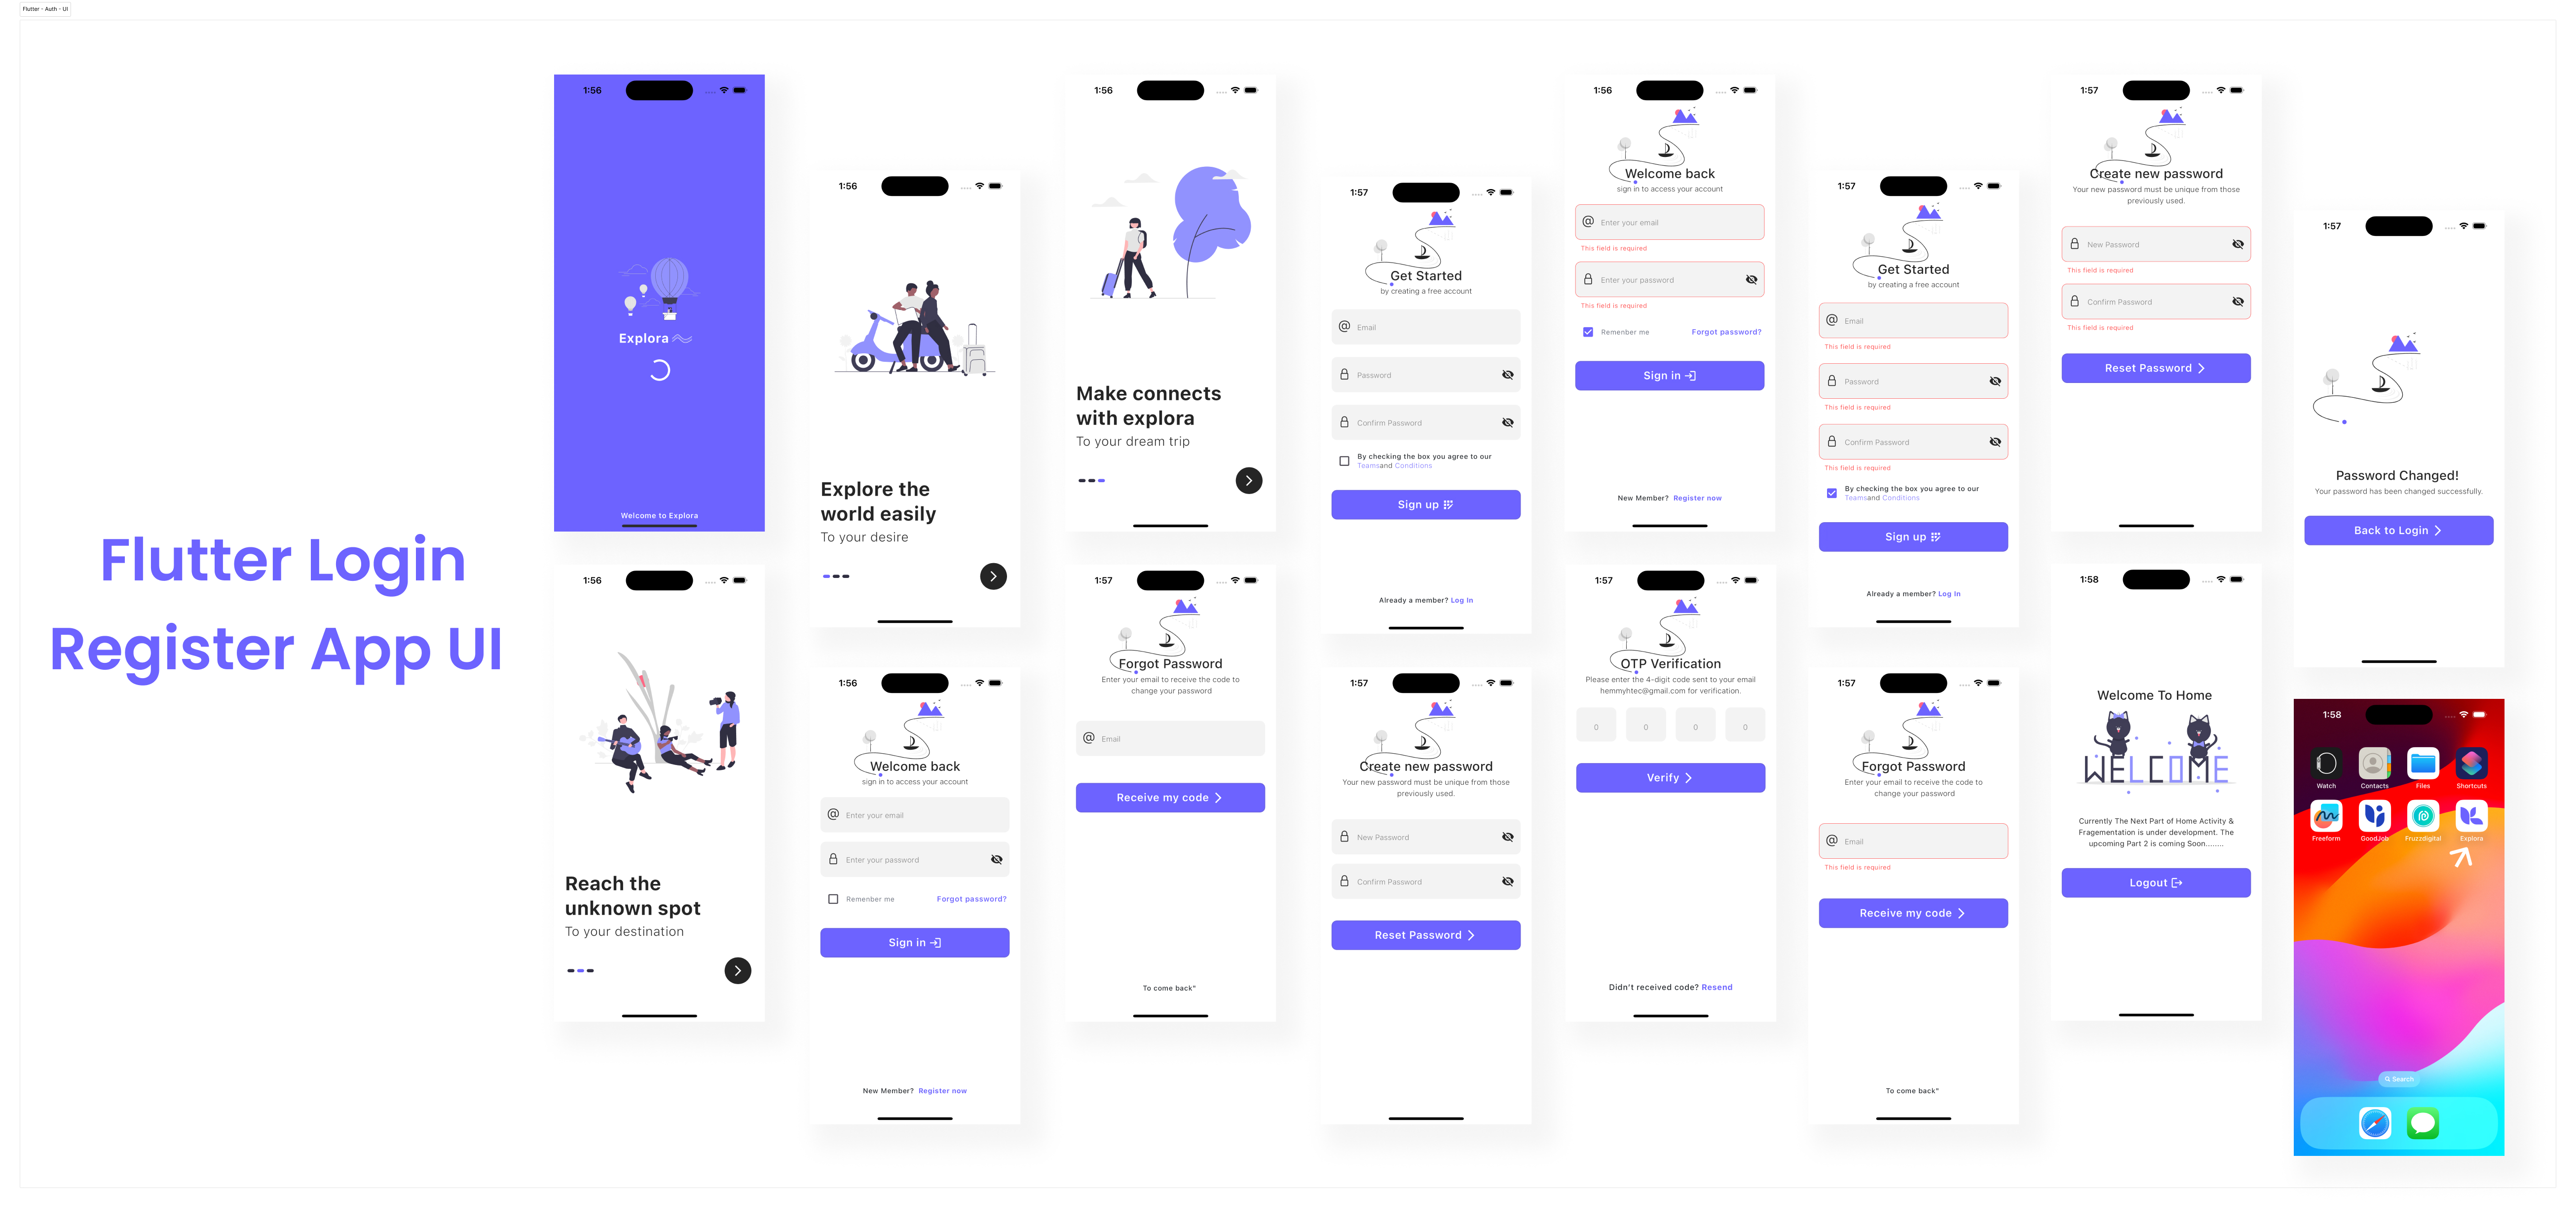 Flutter - Auth - UI
Flutter Login
Register App UI
1:56
Explora
Welcome to Explora
1:56
Reach the
unknown spot
To your destination
1:56
Explore the
world easily
To your desire
1:56
Welcome back
sign in to access your account
@ Enter your email
Enter your password
Remenber me
Forgot password?
Sign in
New Member? Register now
1:56
Make connects
with explora
To your dream trip
1:57
Forgot Password
Enter your email to receive the code to
change your password
@ Email
Receive my code
To come back"
1:57
Get Started
by creating a free account
@ Email
Password
Confirm Password
By checking the box you agree to our
Teamsand Conditions
Sign up
Already a member? Log In
1:57
Create new password
Your new password must be unique from those
previously used.
New Password
Confirm Password
Reset Password
1:56
Welcome back
sign in to access your account
@ Enter your email
This field is required
Enter your password
This field is required
Remenber me
Forgot password?
Sign in
New Member? Register now
1:57
OTP Verification
Please enter the 4-digit code sent to your email
hemmyhtec@gmail.com for verification.
0 0 0 0
Verify
Didn't received code? Resend
1:57
Get Started
by creating a free account
@ Email
This field is required
Password
This field is required
Confirm Password
This field is required
By checking the box you agree to our
Teamsand Conditions
Sign up
Already a member? Log In
1:57
Forgot Password
Enter your email to receive the code to
change your password
@ Email
This field is required
Receive my code
To come back"
1:57
Create new password
Your new password must be unique from those
previously used.
New Password
This field is required
Confirm Password
This field is required
Reset Password
1:58
Welcome To Home
WELCOME
Currently The Next Part of Home Activity &
Fragementation is under development. The
upcoming Part 2 is coming Soon........
Logout
1:57
Password Changed!
Your password has been changed successfully.
Back to Login
1:58
Watch Contacts Files Shortcuts
Freeform GoodJob Fruzzdigital Explora
Search